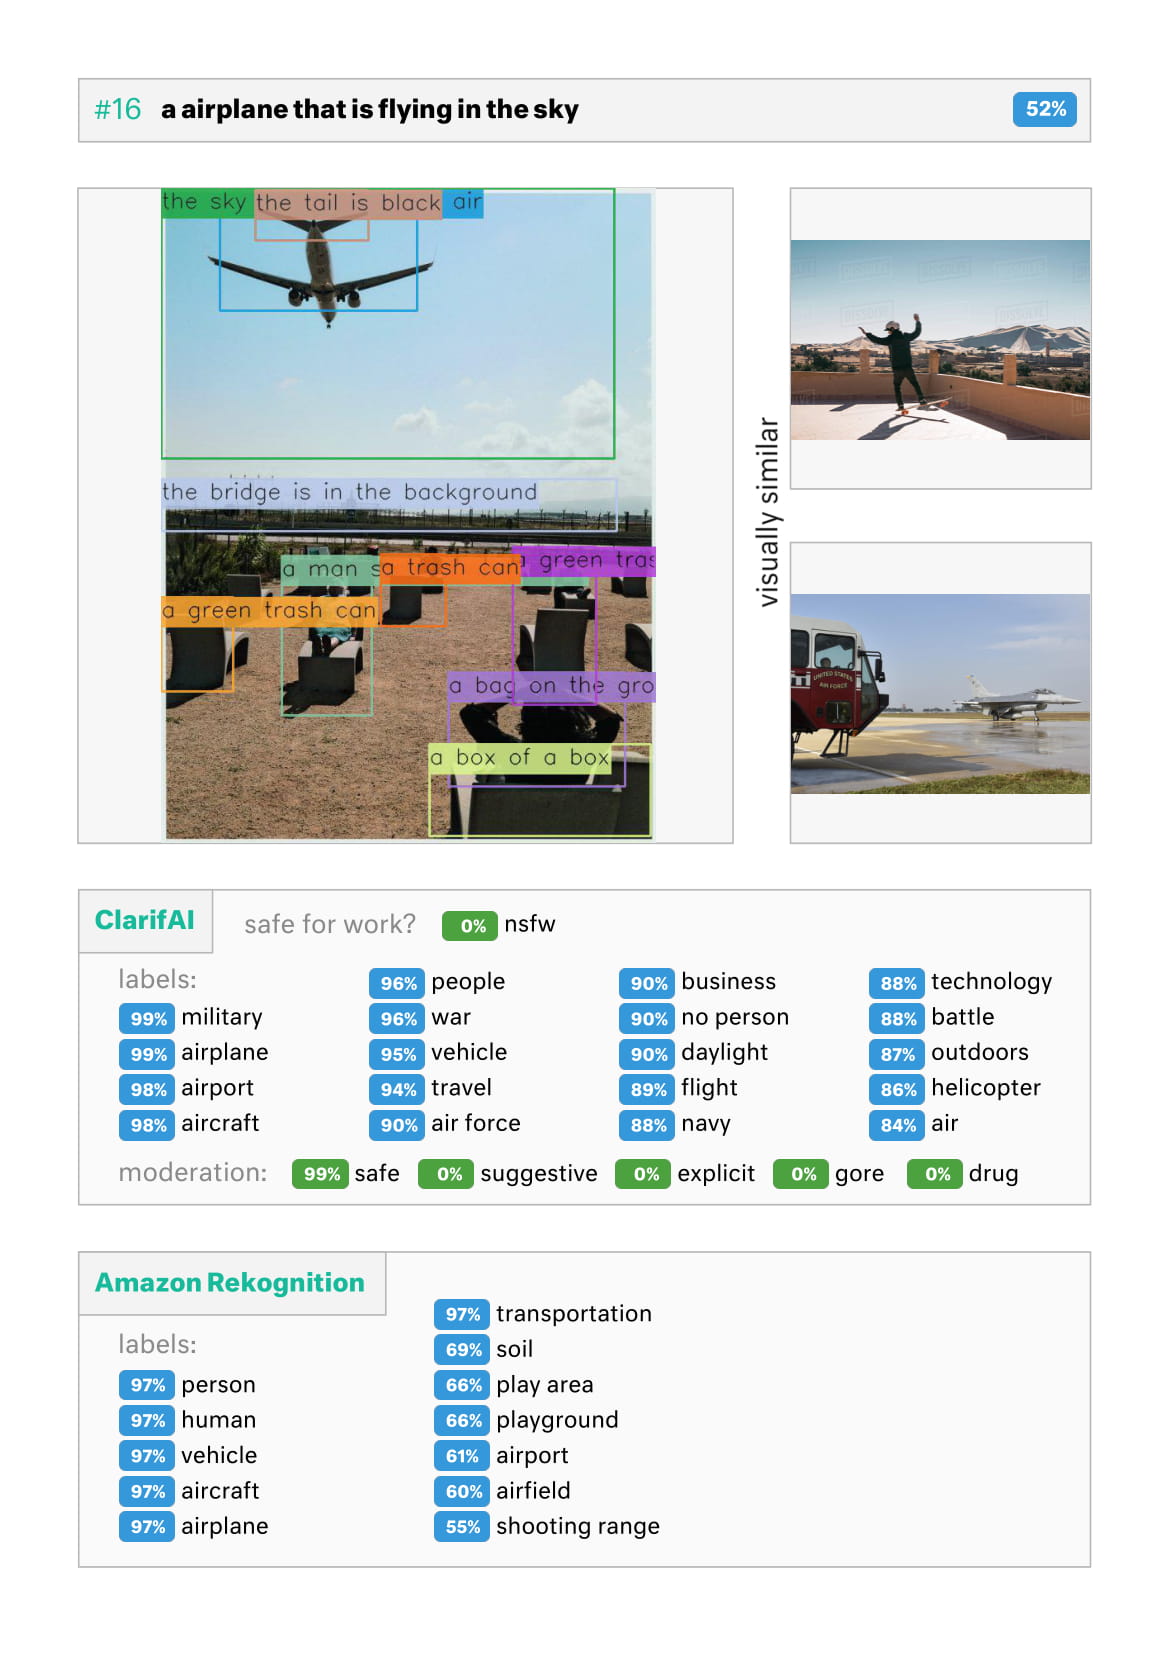 #16 a airplane that is flying in the sky 52%
the sky the tail is black air
the bridge is in the background
a man s a trash can a green tras
a green trash can
a bag on the gro
a box of a box
visually similar
DISSOLVE DISSOLVE
UNITED STATES
AIR FORCE
ClarifAI safe for work? 0% nsfw
labels:
99% military
99% airplane
98% airport
98% aircraft
96% people
96% war
95% vehicle
94% travel
90% air force
90% business
90% no person
90% daylight
89% flight
88% navy
88% technology
88% battle
87% outdoors
86% helicopter
84% air
moderation: 99% safe 0% suggestive 0% explicit 0% gore 0% drug
Amazon Rekognition
labels:
97% person
97% human
97% vehicle
97% aircraft
97% airplane
97% transportation
69% soil
66% play area
66% playground
61% airport
60% airfield
55% shooting range